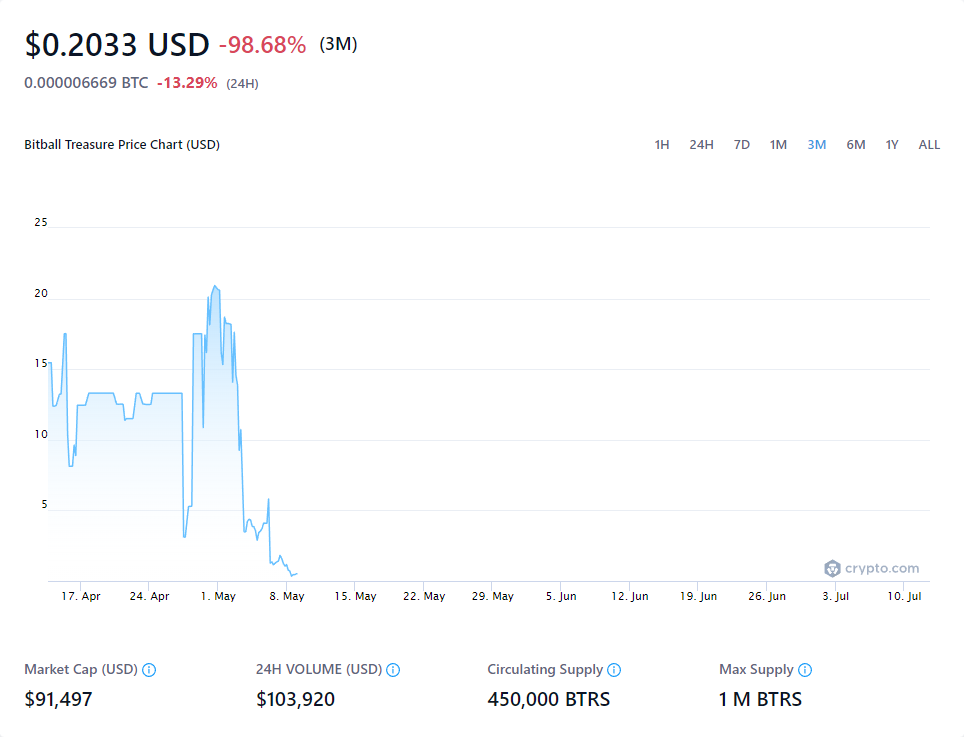 $0.2033 USD -98.68% (3M)
0.000006669 BTC -13.29% (24H)
Bitball Treasure Price Chart (USD) 1H 24H 7D 1M 3M 6M 1Y ALL
25
20
15
10
5
crypto.com
17. Apr 24. Apr 1. May 8. May 15. May 22. May 29. May 5. Jun 12. Jun 19. Jun 26. Jun 3. Jul 10. Jul
Market Cap (USD) 24H VOLUME (USD) Circulating Supply Max Supply
$91,497 $103,920 450,000 BTRS 1 M BTRS